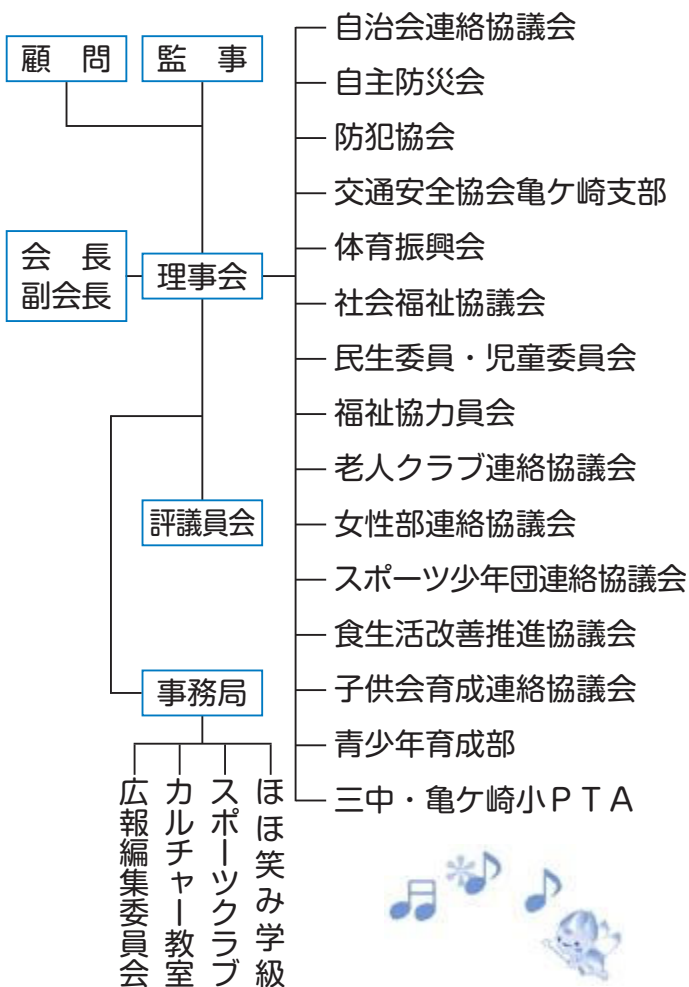 顧　問
監　事
会　長
副会長
理事会
評議員会
事務局
広報編集委員会
カルチャー教室
スポーツクラブ
ほほ笑み学級
自治会連絡協議会
自主防災会
防犯協会
交通安全協会亀ケ崎支部
体育振興会
社会福祉協議会
民生委員・児童委員会
福祉協力員会
老人クラブ連絡協議会
女性部連絡協議会
スポーツ少年団連絡協議会
食生活改善推進協議会
子供会育成連絡協議会
青少年育成部
三中・亀ケ崎小ＰＴＡ